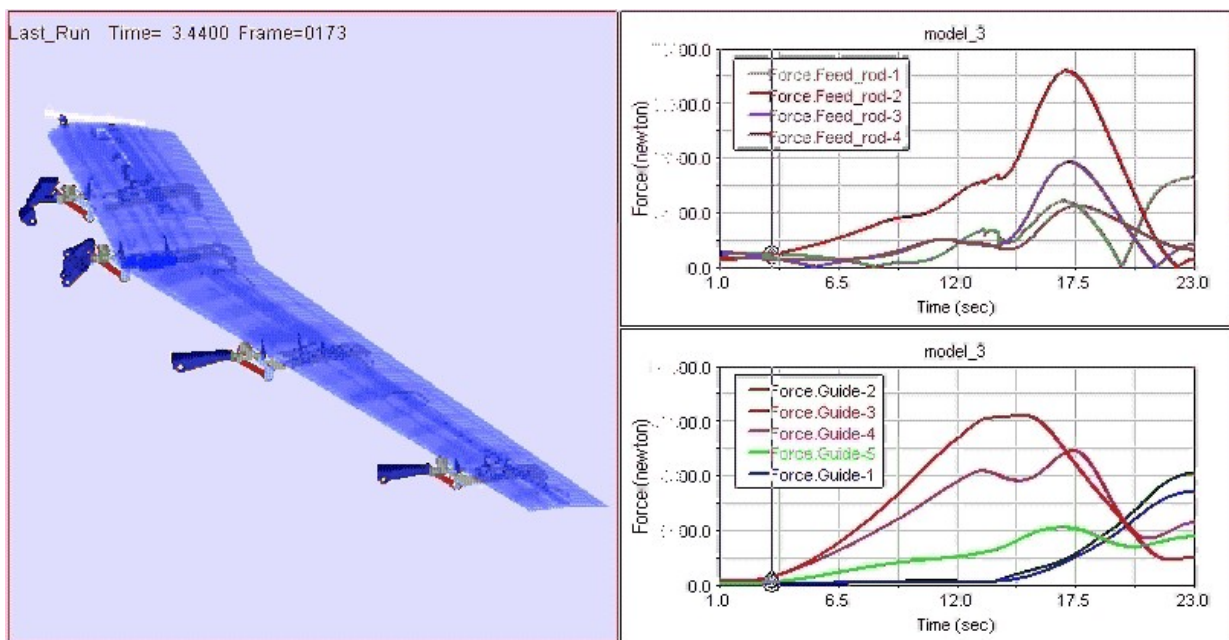 Last_Run Time= 3.4400 Frame=0173
model_3
Force.Feed_rod-1
Force.Feed_rod-2
Force.Feed_rod-3
Force.Feed_rod-4
Force (newton)
0.0
1.0 6.5 12.0 17.5 23.0
Time (sec)
model_3
Force.Guide-2
Force.Guide-3
Force.Guide-4
Force.Guide-5
Force.Guide-1
Force (newton)
0.0
1.0 6.5 12.0 17.5 23.0
Time (sec)